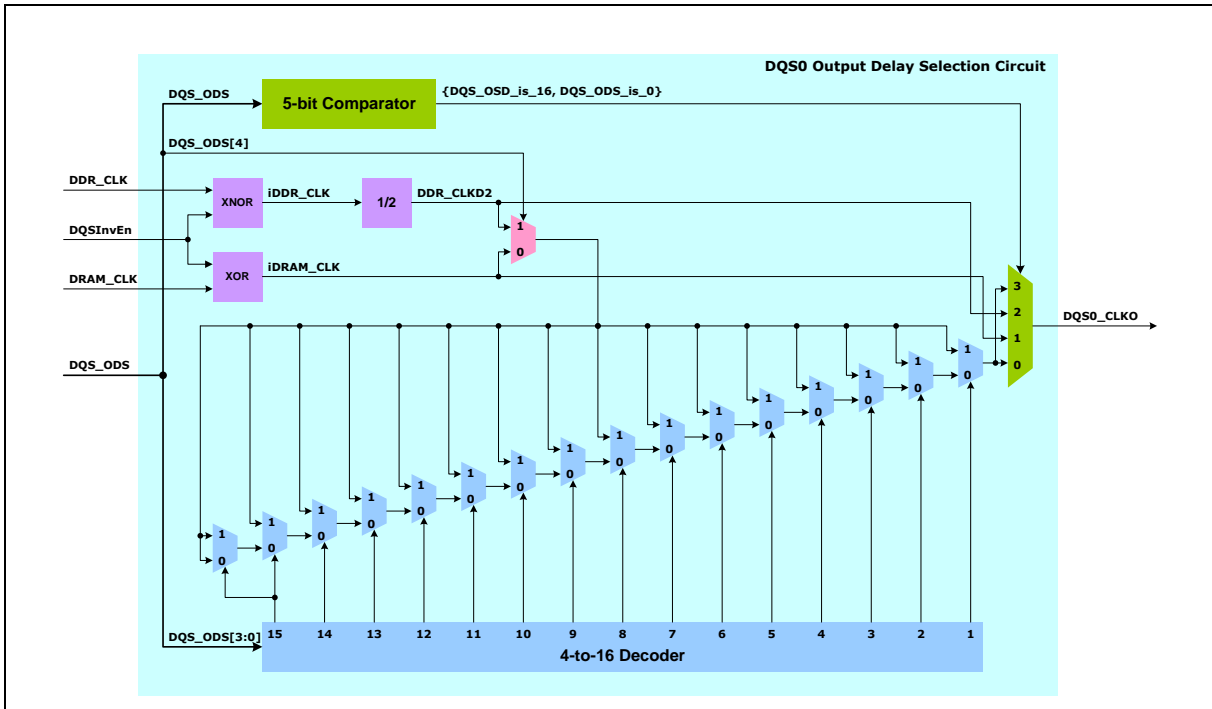 DQS0 Output Delay Selection Circuit
DQS_ODS
5-bit Comparator
{DQS_OSD_is_16, DQS_ODS_is_0}
DQS_ODS[4]
DDR_CLK
XNOR
iDDR_CLK
1/2
DDR_CLKD2
DQSInvEn
1
0
XOR
iDRAM_CLK
DRAM_CLK
3
2
1
0
DQS0_CLKO
DQS_ODS
1
0
1
0
1
0
1
0
1
0
1
0
1
0
1
0
1
0
1
0
1
0
1
0
1
0
1
0
1
0
1
0
DQS_ODS[3:0]
15 14 13 12 11 10 9 8 7 6 5 4 3 2 1
4-to-16 Decoder